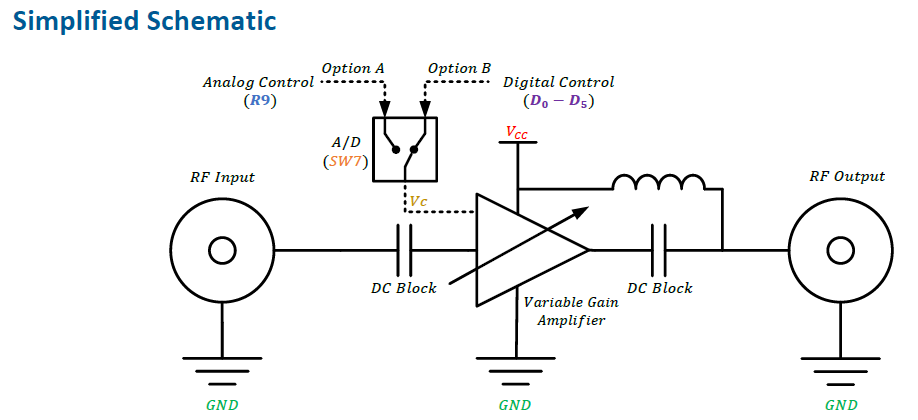 Simplified Schematic
Option A
Option B
Analog Control
(R9)
Digital Control
(D₀ − D₅)
A/D
(SW7)
V_CC
RF Input
RF Output
Vc
DC Block
DC Block
Variable Gain
Amplifier
GND
GND
GND